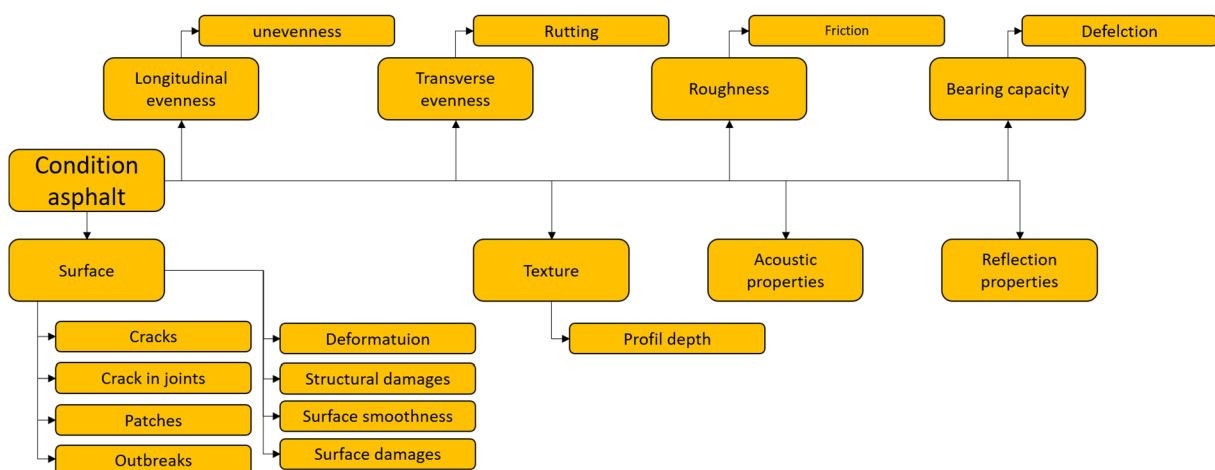 unevenness
Rutting
Friction
Defelction
Longitudinal
evenness
Transverse
evenness
Roughness
Bearing capacity
Condition
asphalt
Surface
Texture
Acoustic
properties
Reflection
properties
Cracks
Deformatuion
Profil depth
Crack in joints
Structural damages
Patches
Surface smoothness
Outbreaks
Surface damages